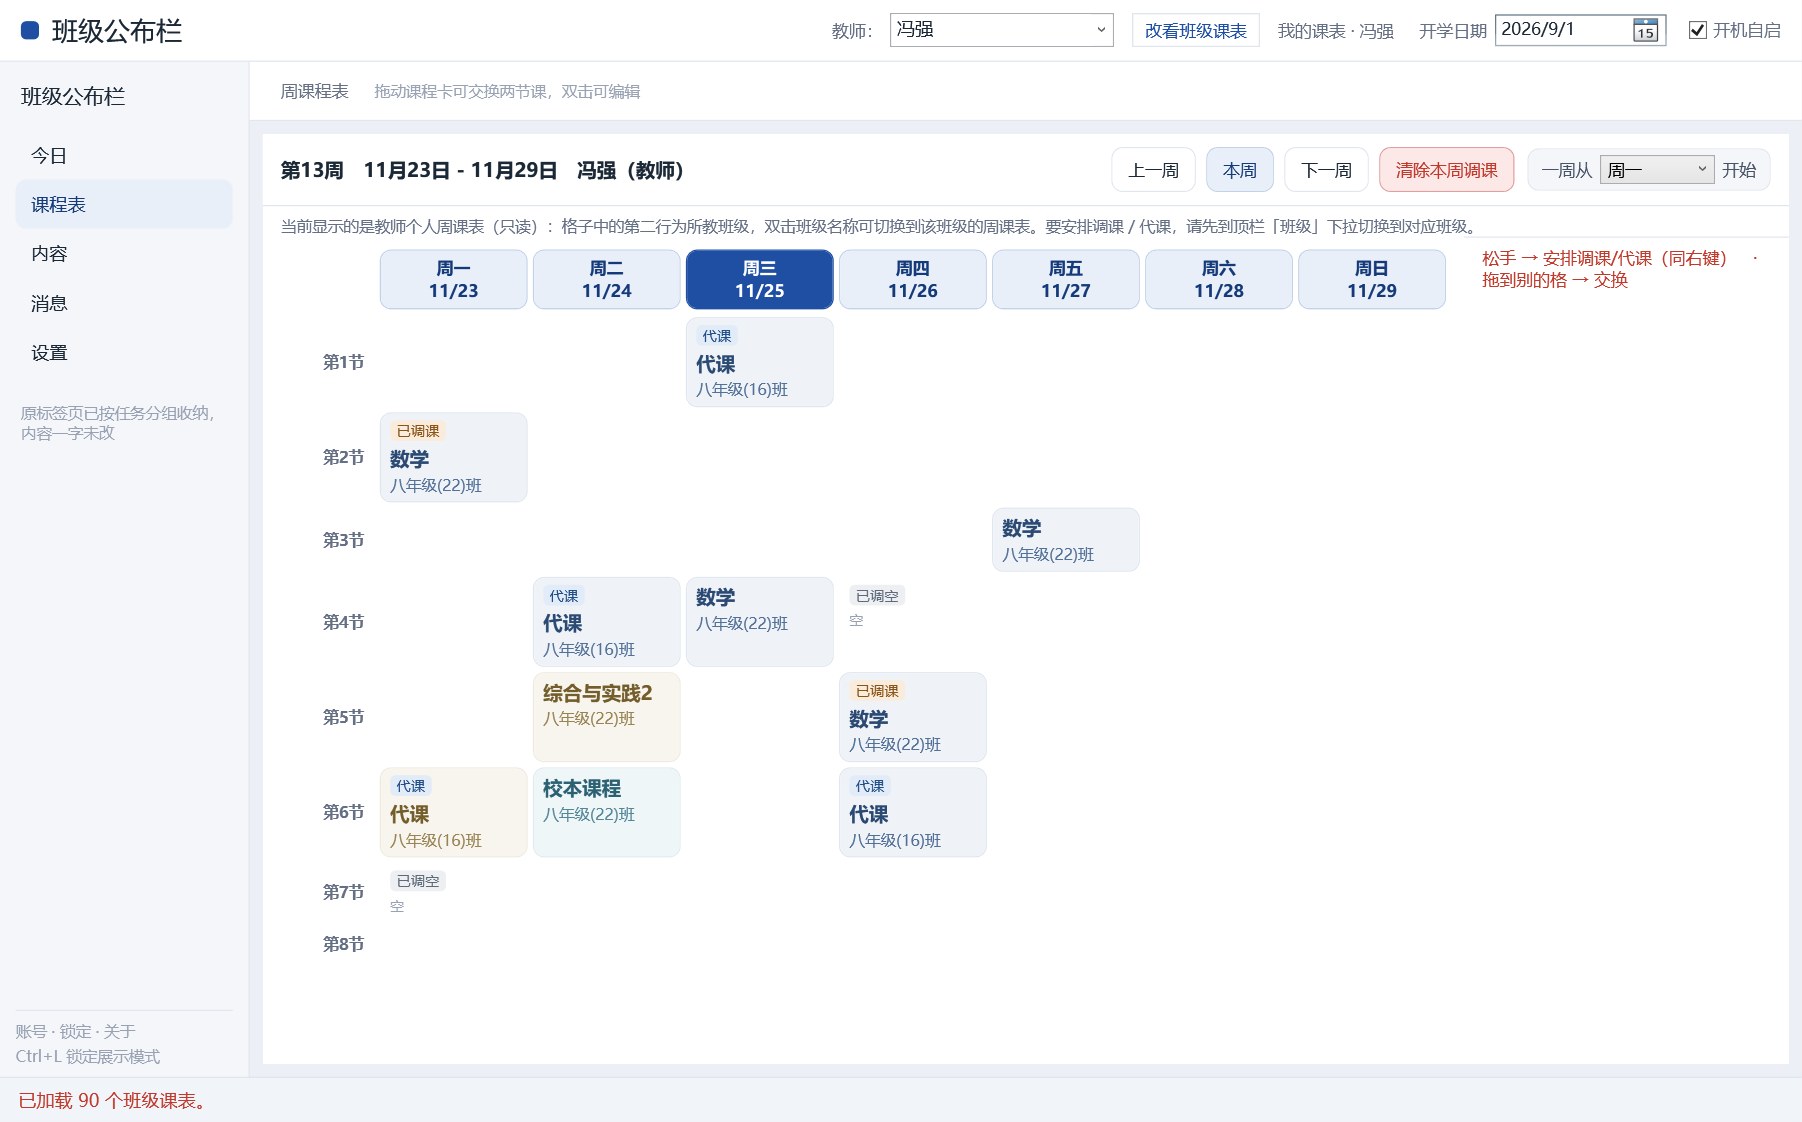 班级公布栏
教师： 冯强 改看班级课表 我的课表 · 冯强 开学日期 2026/9/1 15 开机自启
班级公布栏
今日
课程表
内容
消息
设置
原标签页已按任务分组收纳，
内容一字未改
账号 · 锁定 · 关于
Ctrl+L 锁定展示模式
周课程表 拖动课程卡可交换两节课，双击可编辑
第13周 11月23日 - 11月29日 冯强（教师）
上一周 本周 下一周 清除本周调课 一周从 周一 开始
当前显示的是教师个人周课表（只读）：格子中的第二行为所教班级，双击班级名称可切换到该班级的周课表。要安排调课 / 代课，请先到顶栏「班级」下拉切换到对应班级。
松手 → 安排调课/代课（同右键） ·
拖到别的格 → 交换
周一 周二 周三 周四 周五 周六 周日
11/23 11/24 11/25 11/26 11/27 11/28 11/29
第1节
代课
代课
八年级(16)班
第2节
已调课
数学
八年级(22)班
第3节
数学
八年级(22)班
第4节
代课
代课
八年级(16)班
数学
八年级(22)班
已调空
空
第5节
综合与实践2
八年级(22)班
已调课
数学
八年级(22)班
第6节
代课
代课
八年级(16)班
校本课程
八年级(22)班
代课
代课
八年级(16)班
第7节
已调空
空
第8节
已加载 90 个班级课表。